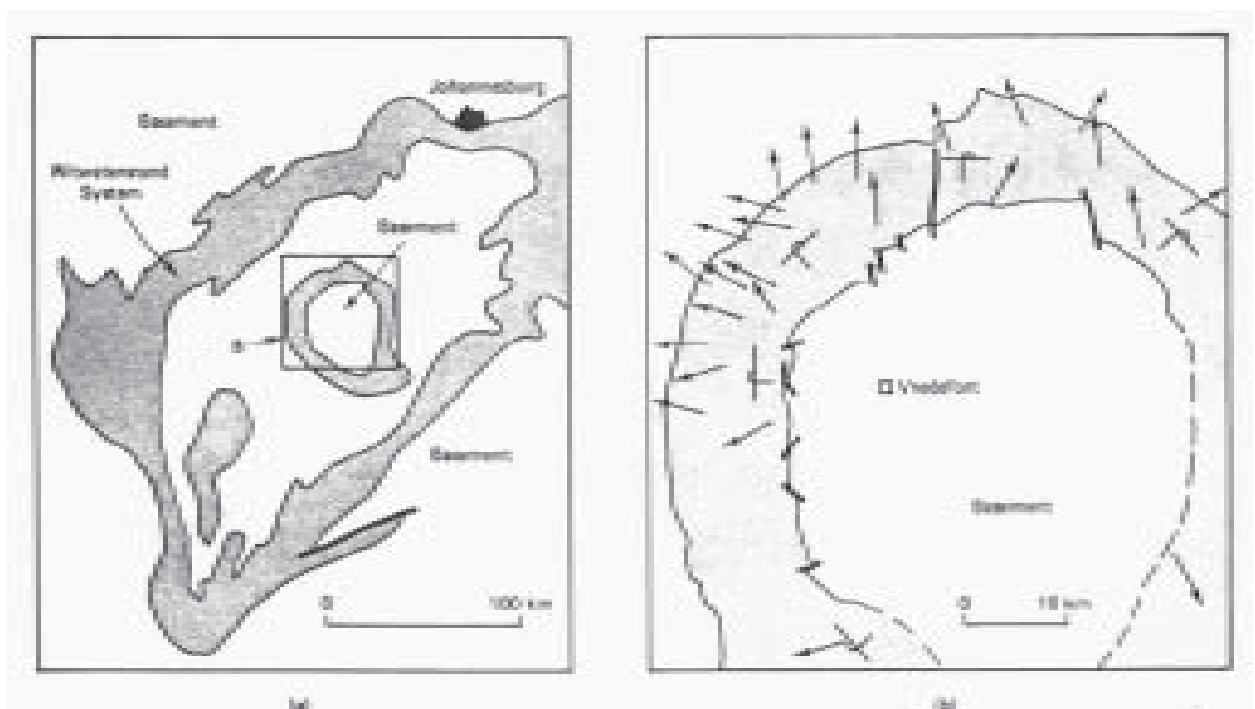 Johannesburg
Basement
Witwatersrand
System
Basement
B
Basement
0 100 km
(a)
Vredefort
Basement
0 10 km
(b)